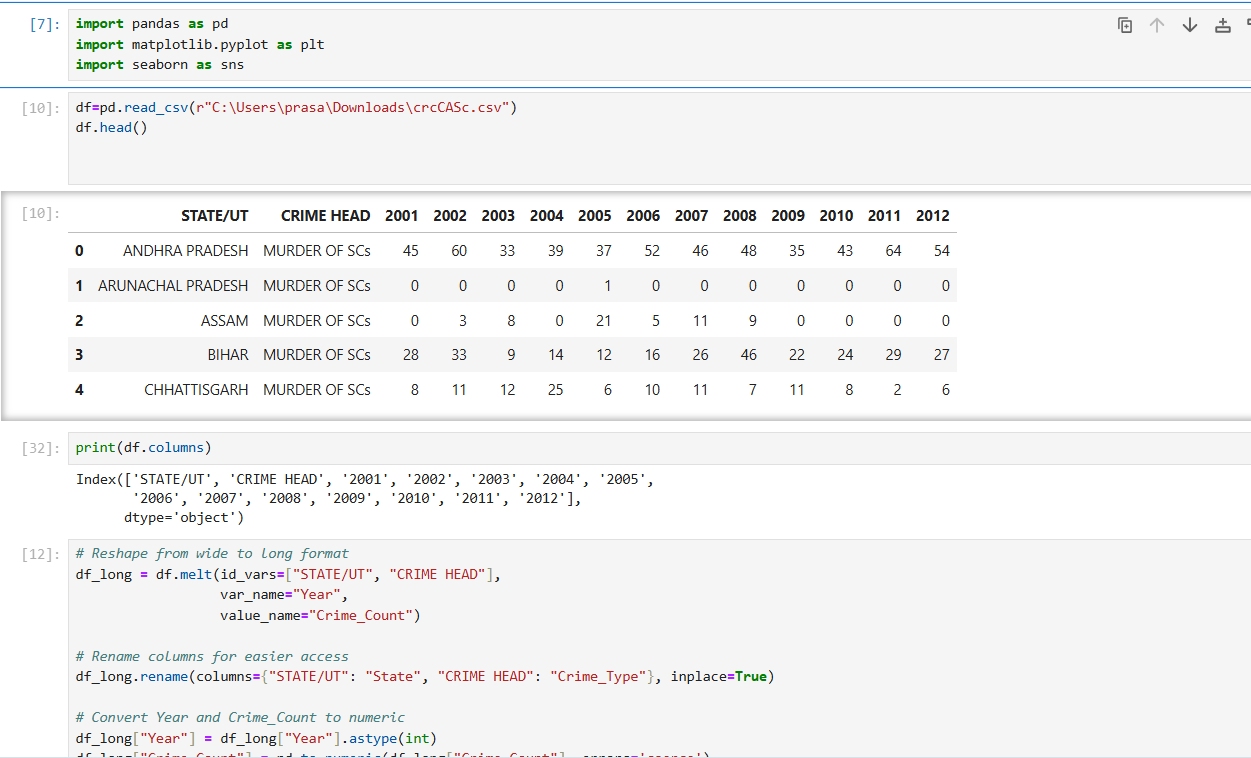 [7]: import pandas as pd
import matplotlib.pyplot as plt
import seaborn as sns
[10]: df=pd.read_csv(r"C:\Users\prasa\Downloads\crcCASc.csv")
df.head()
[10]: STATE/UT CRIME HEAD 2001 2002 2003 2004 2005 2006 2007 2008 2009 2010 2011 2012
0 ANDHRA PRADESH MURDER OF SCs 45 60 33 39 37 52 46 48 35 43 64 54
1 ARUNACHAL PRADESH MURDER OF SCs 0 0 0 0 1 0 0 0 0 0 0 0
2 ASSAM MURDER OF SCs 0 3 8 0 21 5 11 9 0 0 0 0
3 BIHAR MURDER OF SCs 28 33 9 14 12 16 26 46 22 24 29 27
4 CHHATTISGARH MURDER OF SCs 8 11 12 25 6 10 11 7 11 8 2 6
[32]: print(df.columns)
Index(['STATE/UT', 'CRIME HEAD', '2001', '2002', '2003', '2004', '2005',
'2006', '2007', '2008', '2009', '2010', '2011', '2012'],
dtype='object')
[12]: # Reshape from wide to long format
df_long = df.melt(id_vars=["STATE/UT", "CRIME HEAD"],
var_name="Year",
value_name="Crime_Count")
# Rename columns for easier access
df_long.rename(columns={"STATE/UT": "State", "CRIME HEAD": "Crime_Type"}, inplace=True)
# Convert Year and Crime_Count to numeric
df_long["Year"] = df_long["Year"].astype(int)